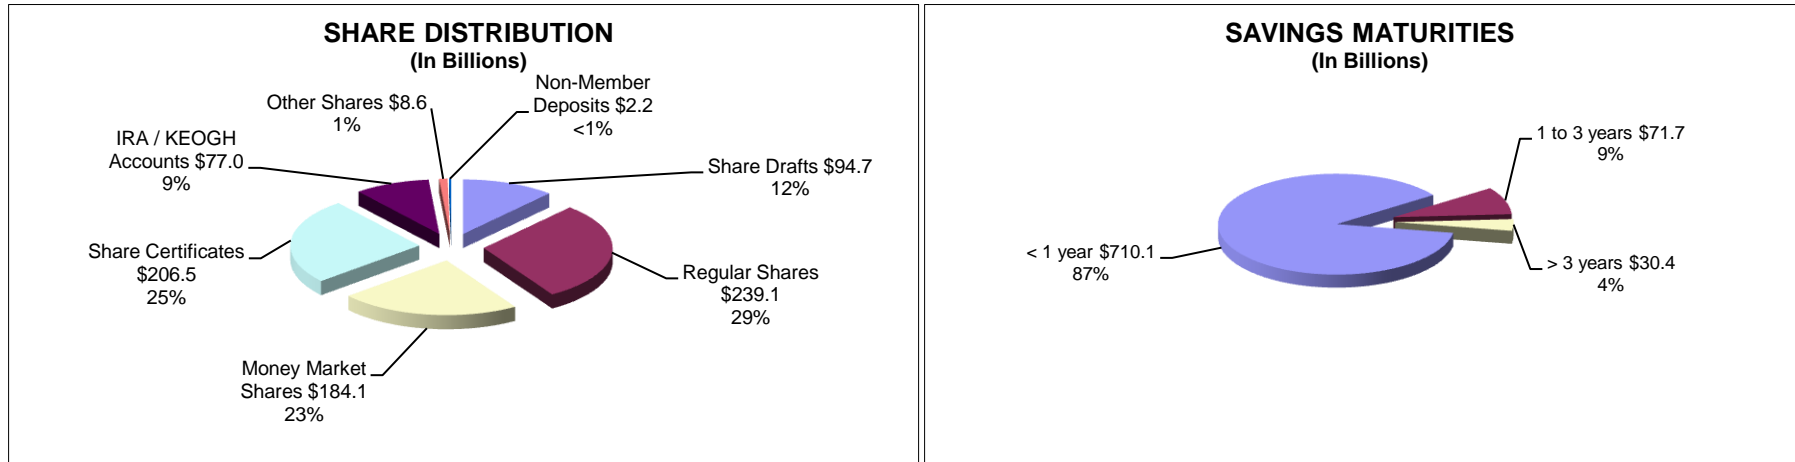 SHARE DISTRIBUTION
(In Billions)
Non-Member
Deposits $2.2
<1%
Other Shares $8.6
1%
IRA / KEOGH
Accounts $77.0
9%
Share Drafts $94.7
12%
Share Certificates
$206.5
25%
Regular Shares
$239.1
29%
Money Market
Shares $184.1
23%
SAVINGS MATURITIES
(In Billions)
1 to 3 years $71.7
9%
< 1 year $710.1
87%
> 3 years $30.4
4%